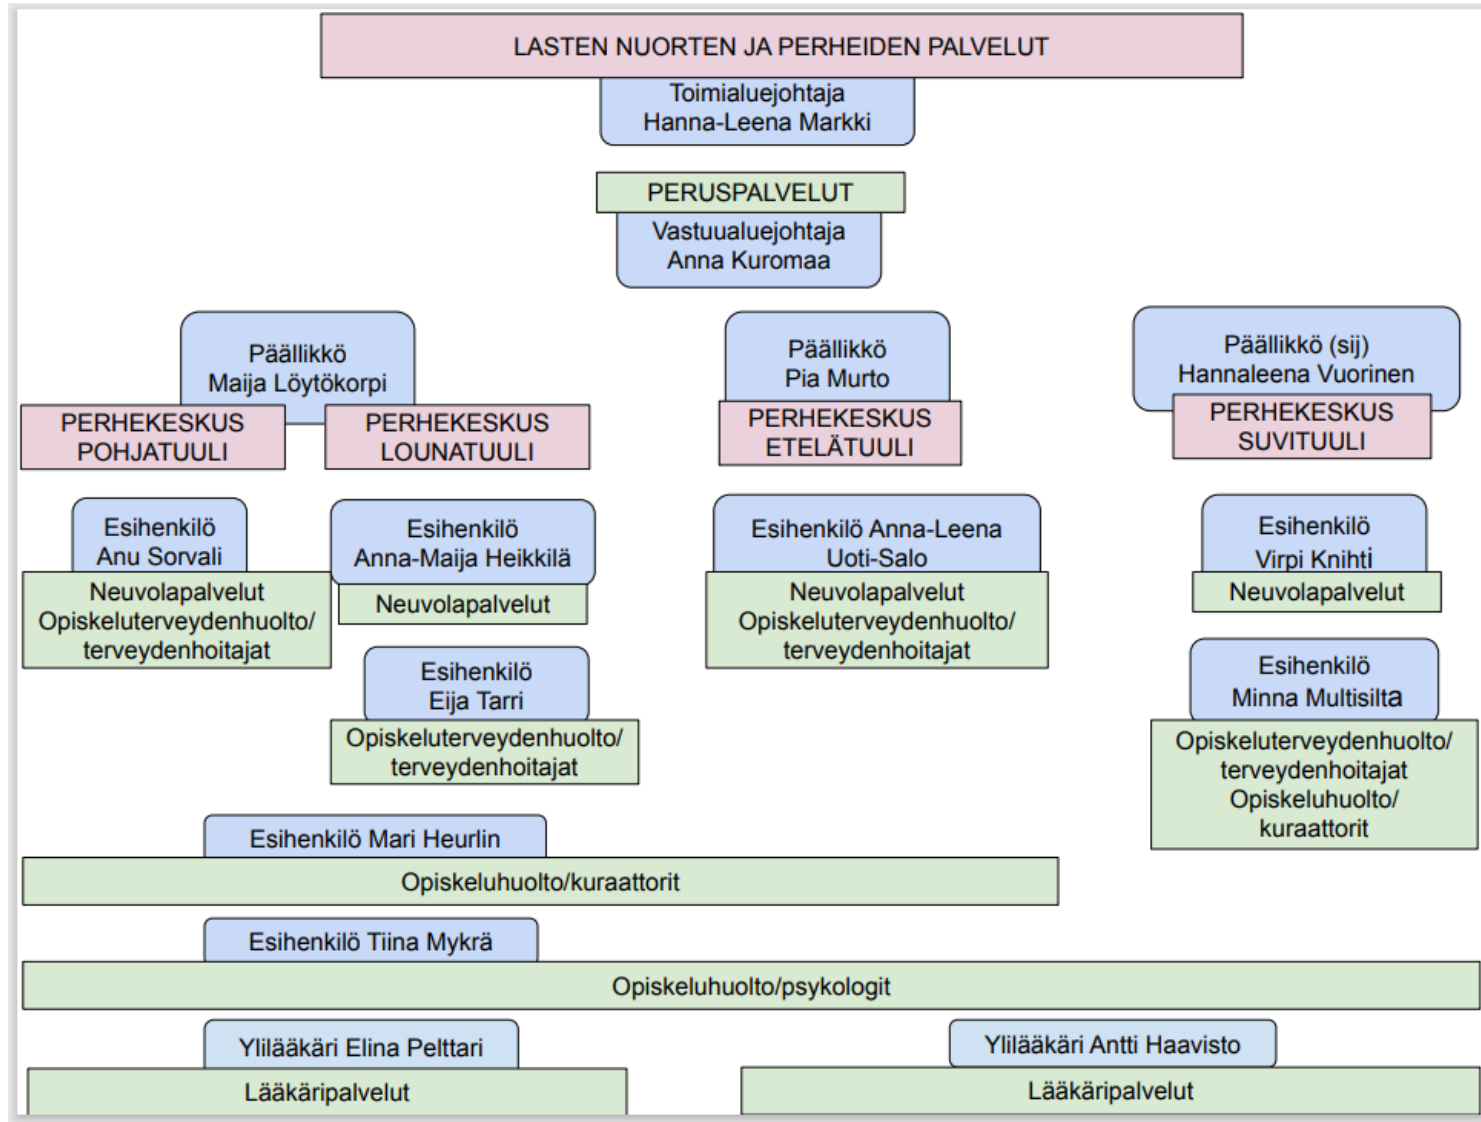 LASTEN NUORTEN JA PERHEIDEN PALVELUT
Toimialuejohtaja
Hanna-Leena Markki
PERUSPALVELUT
Vastuualuejohtaja
Anna Kuromaa
Päällikkö
Maija Löytökorpi
PERHEKESKUS
POHJATUULI
PERHEKESKUS
LOUNATUULI
Päällikkö
Pia Murto
PERHEKESKUS
ETELÄTUULI
Päällikkö (sij)
Hannaleena Vuorinen
PERHEKESKUS
SUVITUULI
Esihenkilö
Anu Sorvali
Neuvolapalvelut
Opiskeluterveydenhuolto/
terveydenhoitajat
Esihenkilö
Anna-Maija Heikkilä
Neuvolapalvelut
Esihenkilö
Eija Tarri
Opiskeluterveydenhuolto/
terveydenhoitajat
Esihenkilö Anna-Leena
Uoti-Salo
Neuvolapalvelut
Opiskeluterveydenhuolto/
terveydenhoitajat
Esihenkilö
Virpi Knihti
Neuvolapalvelut
Esihenkilö
Minna Multisilta
Opiskeluterveydenhuolto/
terveydenhoitajat
Opiskeluhuolto/
kuraattorit
Esihenkilö Mari Heurlin
Opiskeluhuolto/kuraattorit
Esihenkilö Tiina Mykrä
Opiskeluhuolto/psykologit
Ylilääkäri Elina Pelttari
Lääkäripalvelut
Ylilääkäri Antti Haavisto
Lääkäripalvelut